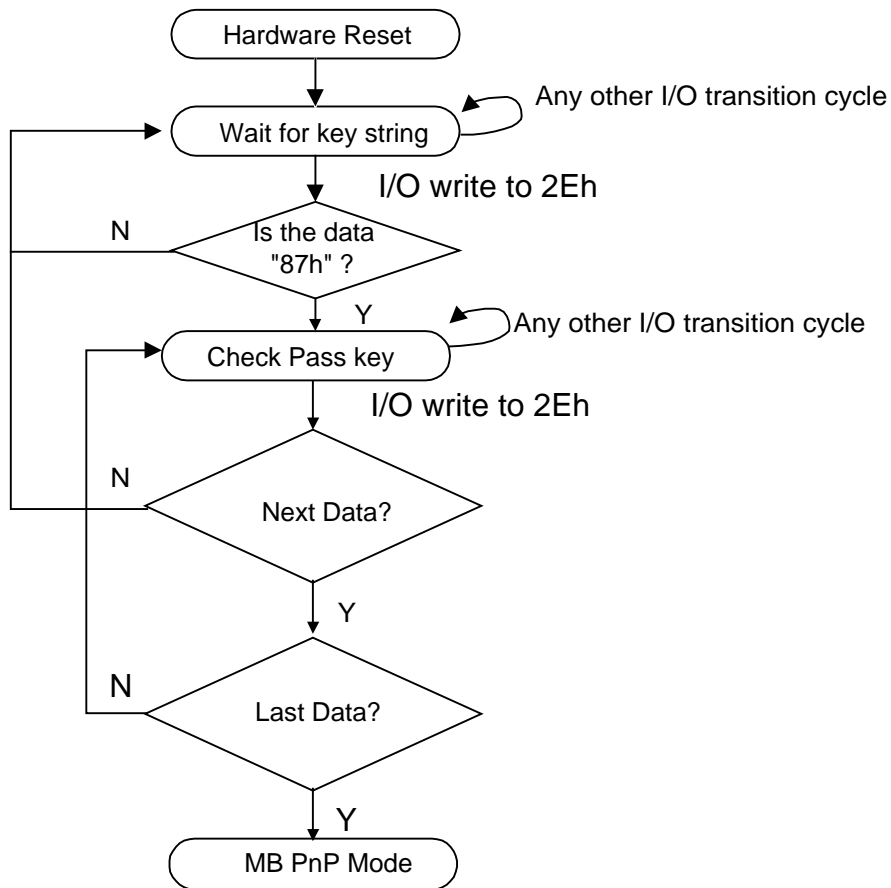 Hardware Reset
Any other I/O transition cycle
Wait for key string
I/O write to 2Eh
N
Is the data
"87h" ?
Y
Any other I/O transition cycle
Check Pass key
I/O write to 2Eh
N
Next Data?
Y
N
Last Data?
Y
MB PnP Mode